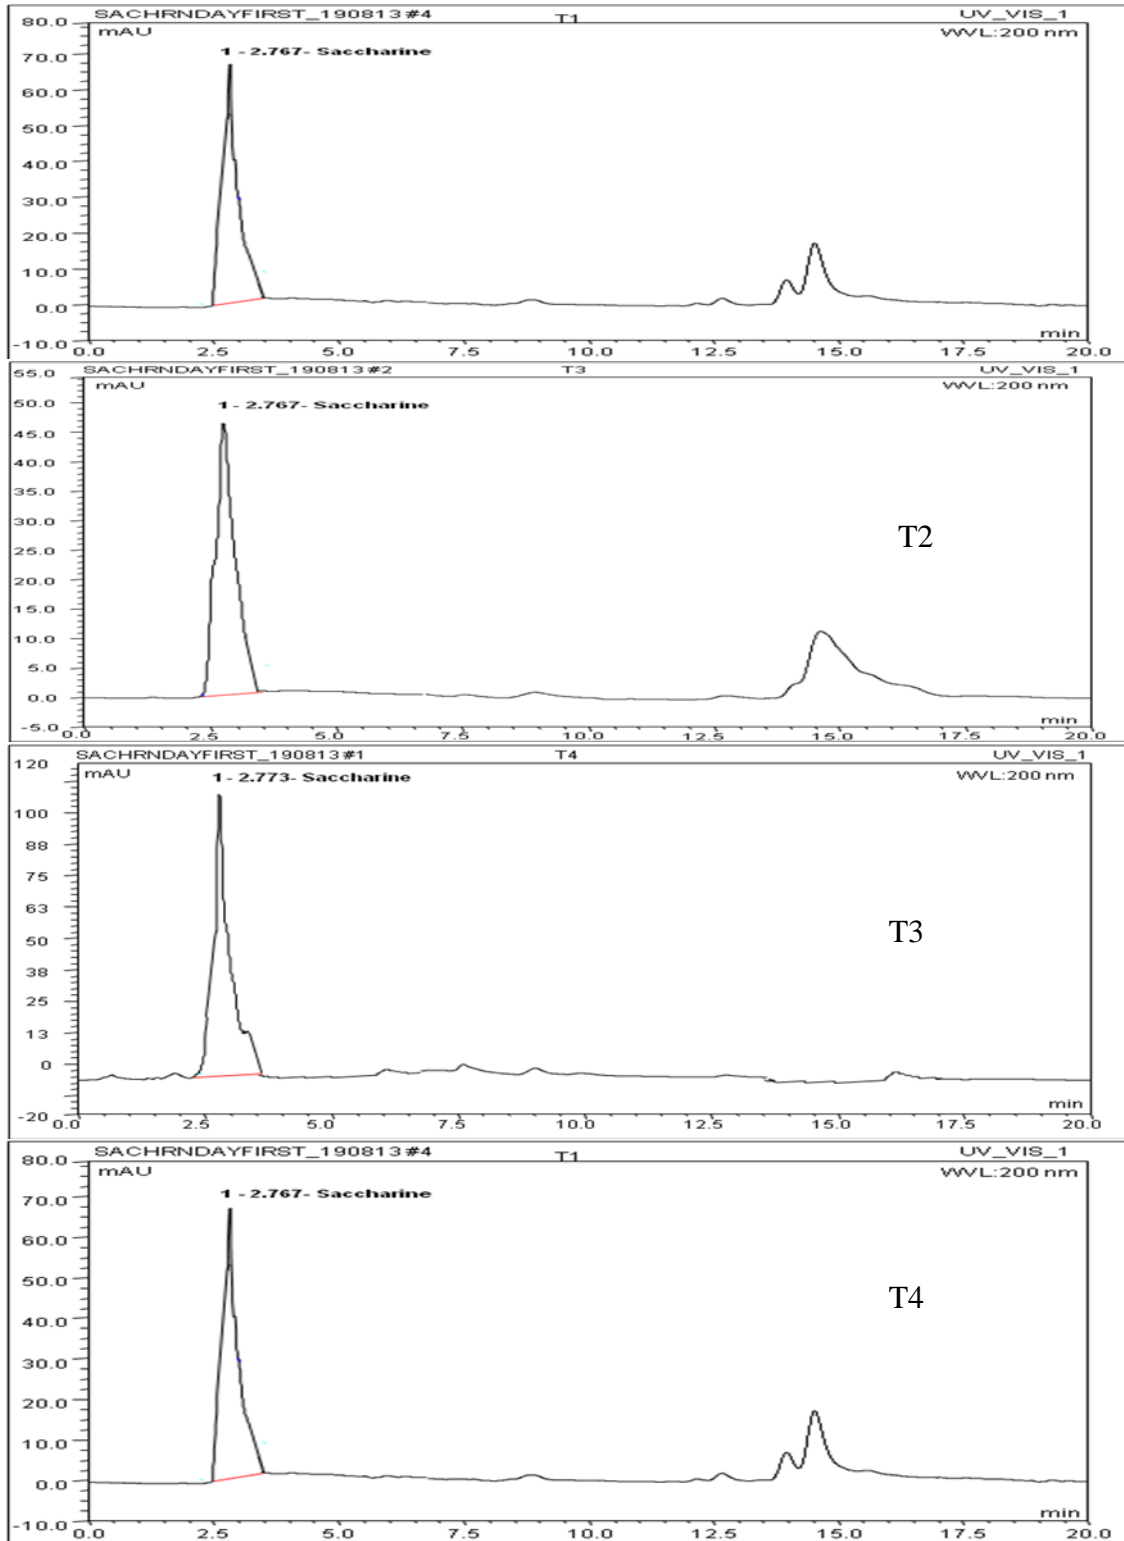 SACHRNDAYFIRST_190813 #4 T1 UV_VIS_1
80.0 mAU WVL:200 nm
1 - 2.767- Saccharine
70.0
60.0
50.0
40.0
30.0
20.0
10.0
0.0
-10.0 min
0.0 2.5 5.0 7.5 10.0 12.5 15.0 17.5 20.0
SACHRNDAYFIRST_190813 #2 T3 UV_VIS_1
55.0 mAU WVL:200 nm
1 - 2.767- Saccharine
50.0
45.0
40.0
35.0
30.0
T2
25.0
20.0
15.0
10.0
5.0
0.0
-5.0 min
0.0 2.5 5.0 7.5 10.0 12.5 15.0 17.5 20.0
SACHRNDAYFIRST_190813 #1 T4 UV_VIS_1
120 mAU WVL:200 nm
1 - 2.773- Saccharine
100
88
75
63
T3
50
38
25
13
0
-20 min
0.0 2.5 5.0 7.5 10.0 12.5 15.0 17.5 20.0
SACHRNDAYFIRST_190813 #4 T1 UV_VIS_1
80.0 mAU WVL:200 nm
1 - 2.767- Saccharine
70.0
60.0
50.0
T4
40.0
30.0
20.0
10.0
0.0
-10.0 min
0.0 2.5 5.0 7.5 10.0 12.5 15.0 17.5 20.0